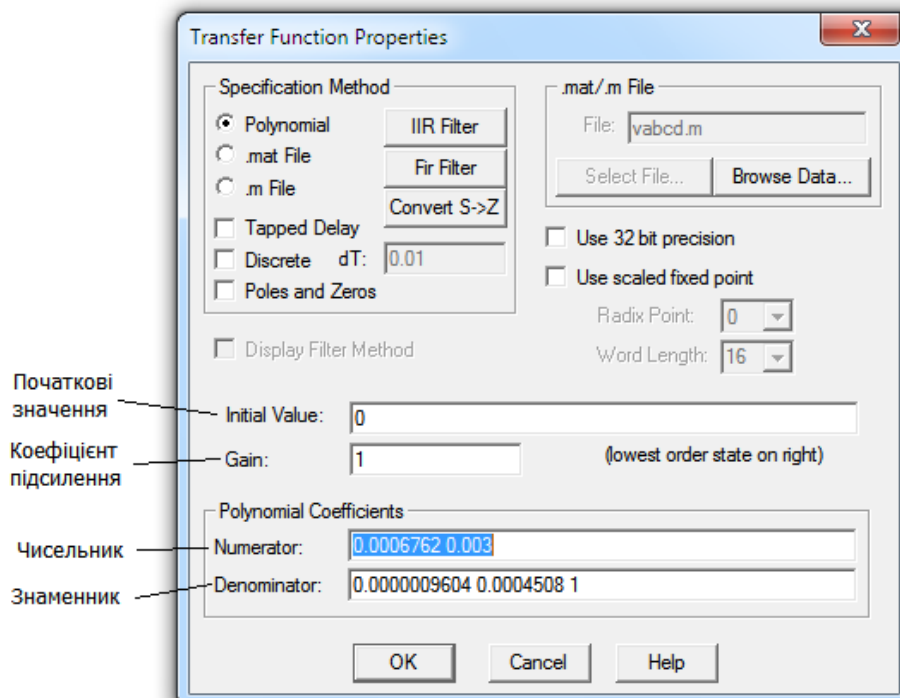 Transfer Function Properties
Specification Method
Polynomial
.mat File
.m File
IIR Filter
Fir Filter
Convert S->Z
Tapped Delay
Discrete dT: 0.01
Poles and Zeros
Display Filter Method
.mat/.m File
File: vabcd.m
Select File... Browse Data...
Use 32 bit precision
Use scaled fixed point
Radix Point: 0
Word Length: 16
Початкові
значення
Initial Value: 0
Коефіцієнт
підсилення
Gain: 1 (lowest order state on right)
Polynomial Coefficients
Чисельник
Numerator: 0.0006762 0.003
Знаменник
Denominator: 0.0000009604 0.0004508 1
OK Cancel Help